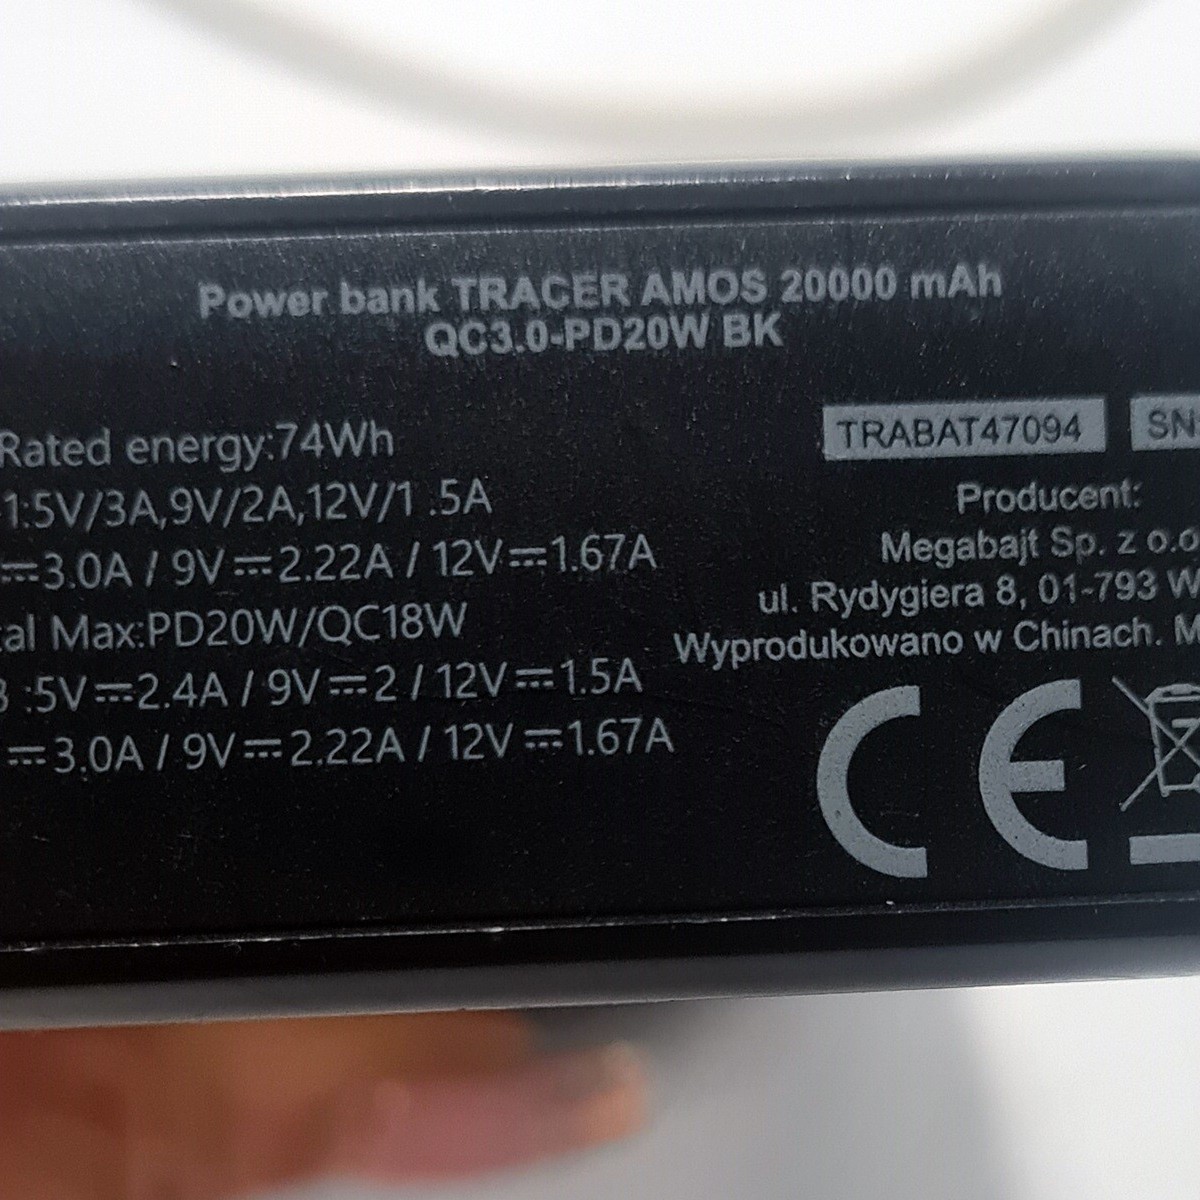 Power bank TRACER AMOS 20000 mAh
QC3.0-PD20W BK
Rated energy:74Wh
1:5V/3A,9V/2A,12V/1 .5A
⎓3.0A / 9V⎓2.22A / 12V⎓1.67A
Max:PD20W/QC18W
:5V⎓2.4A / 9V⎓2 / 12V⎓1.5A
⎓3.0A / 9V⎓2.22A / 12V⎓1.67A
TRABAT47094 SN
Producent:
Megabajt Sp. z o.o
ul. Rydygiera 8, 01-793 W
Wyprodukowano w Chinach. M
CE